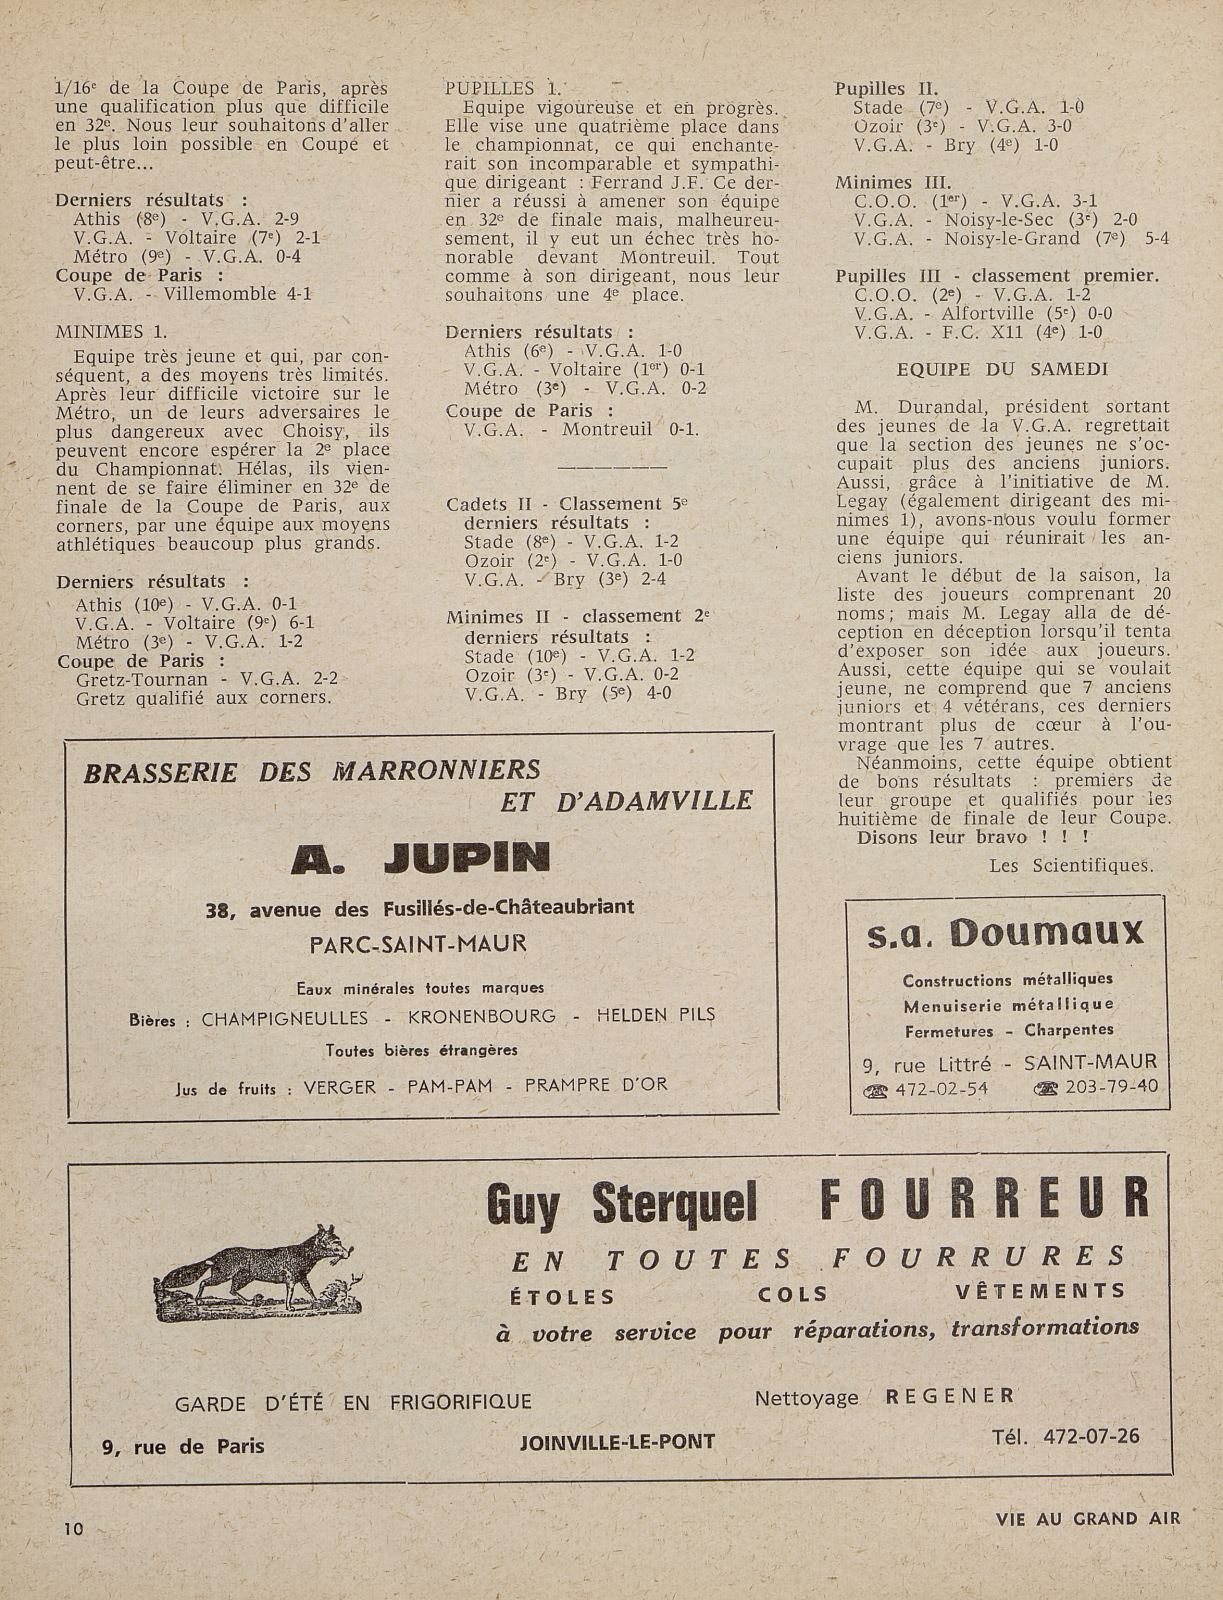 1/16e de la Coupe de Paris, après
une qualification plus que difficile
en 32e. Nous leur souhaitons d'aller
le plus loin possible en Coupe et
peut-être...
Derniers résultats :
Athis (8e) - V.G.A. 2-9
V.G.A. - Voltaire (7e) 2-1
Métro (9e) - V.G.A. 0-4
Coupe de Paris :
V.G.A. - Villemomble 4-1
MINIMES 1.
Equipe très jeune et qui, par con-
séquent, a des moyens très limités.
Après leur difficile victoire sur le
Métro, un de leurs adversaires le
plus dangereux avec Choisy, ils
peuvent encore espérer la 2e place
du Championnat. Hélas, ils vien-
nent de se faire éliminer en 32e de
finale de la Coupe de Paris, aux
corners, par une équipe aux moyens
athlétiques beaucoup plus grands.
Derniers résultats :
Athis (10e) - V.G.A. 0-1
V.G.A. - Voltaire (9e) 6-1
Métro (3e) - V.G.A. 1-2
Coupe de Paris :
Gretz-Tournan - V.G.A. 2-2
Gretz qualifié aux corners.
PUPILLES 1.
Equipe vigoureuse et en progrès.
Elle vise une quatrième place dans
le championnat, ce qui enchante-
rait son incomparable et sympathi-
que dirigeant : Ferrand J.F. Ce der-
nier a réussi à amener son équipe
en 32e de finale mais, malheureu-
sement, il y eut un échec très ho-
norable devant Montreuil. Tout
comme à son dirigeant, nous leur
souhaitons une 4e place.
Derniers résultats :
Athis (6e) - V.G.A. 1-0
V.G.A. - Voltaire (1er) 0-1
Métro (3e) - V.G.A. 0-2
Coupe de Paris :
V.G.A. - Montreuil 0-1.
Cadets II - Classement 5e
derniers résultats :
Stade (8e) - V.G.A. 1-2
Ozoir (2e) - V.G.A. 1-0
V.G.A. - Bry (3e) 2-4
Minimes II - classement 2e
derniers résultats :
Stade (10e) - V.G.A. 1-2
Ozoir (3e) - V.G.A. 0-2
V.G.A. - Bry (5e) 4-0
Pupilles II.
Stade (7e) - V.G.A. 1-0
Ozoir (3e) - V.G.A. 3-0
V.G.A. - Bry (4e) 1-0
Minimes III.
C.O.O. (1er) - V.G.A. 3-1
V.G.A. - Noisy-le-Sec (3e) 2-0
V.G.A. - Noisy-le-Grand (7e) 5-4
Pupilles III - classement premier.
C.O.O. (2e) - V.G.A. 1-2
V.G.A. - Alfortville (5e) 0-0
V.G.A. - F.C. X11 (4e) 1-0
EQUIPE DU SAMEDI
M. Durandal, président sortant
des jeunes de la V.G.A. regrettait
que la section des jeunes ne s'oc-
cupait plus des anciens juniors.
Aussi, grâce à l'initiative de M.
Legay (également dirigeant des mi-
nimes 1), avons-nous voulu former
une équipe qui réunirait les an-
ciens juniors.
Avant le début de la saison, la
liste des joueurs comprenant 20
noms ; mais M. Legay alla de dé-
ception en déception lorsqu'il tenta
d'exposer son idée aux joueurs.
Aussi, cette équipe qui se voulait
jeune, ne comprend que 7 anciens
juniors et 4 vétérans, ces derniers
montrant plus de cœur à l'ou-
vrage que les 7 autres.
Néanmoins, cette équipe obtient
de bons résultats : premiers de
leur groupe et qualifiés pour les
huitième de finale de leur Coupe.
Disons leur bravo ! ! !
Les Scientifiques.
BRASSERIE DES MARRONNIERS
ET D'ADAMVILLE
A. JUPIN
38, avenue des Fusillés-de-Châteaubriant
PARC-SAINT-MAUR
Eaux minérales toutes marques
Bières : CHAMPIGNEULLES - KRONENBOURG - HELDEN PILS
Toutes bières étrangères
Jus de fruits : VERGER - PAM-PAM - PRAMPRE D'OR
s.a. Doumaux
Constructions métalliques
Menuiserie métallique
Fermetures - Charpentes
9, rue Littré - SAINT-MAUR
☎ 472-02-54 ☎ 203-79-40
Guy Sterquel FOURREUR
EN TOUTES FOURRURES
ÉTOLES COLS VÊTEMENTS
à votre service pour réparations, transformations
GARDE D'ÉTÉ EN FRIGORIFIQUE Nettoyage REGENER
9, rue de Paris JOINVILLE-LE-PONT Tél. 472-07-26
10 VIE AU GRAND AIR